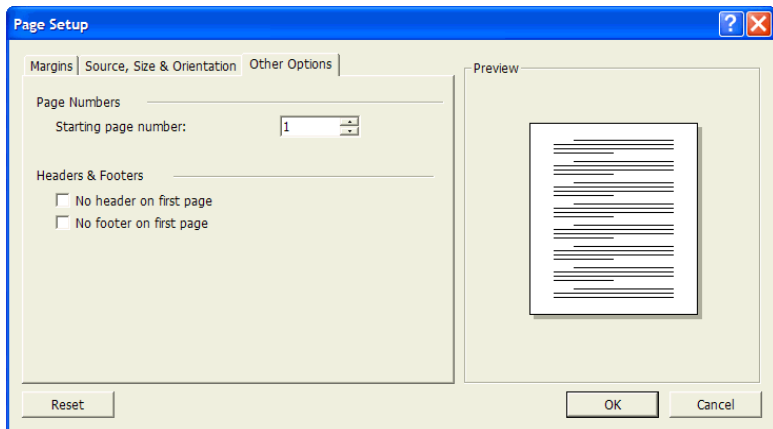 Page Setup
Margins Source, Size & Orientation Other Options
Preview
Page Numbers
Starting page number: 1
Headers & Footers
No header on first page
No footer on first page
Reset OK Cancel